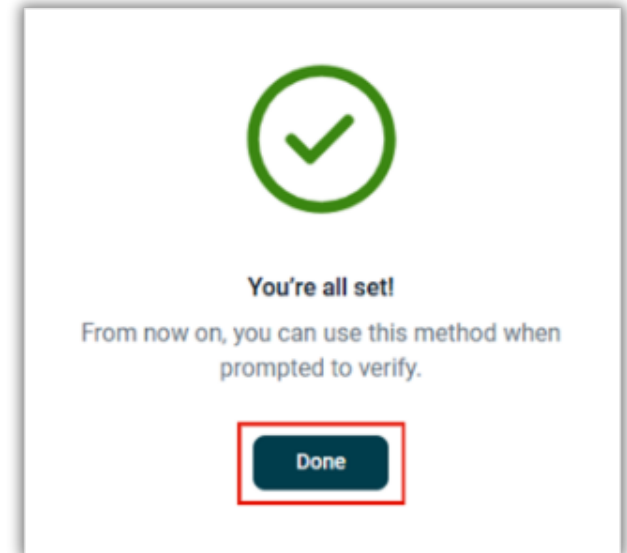 You're all set!
From now on, you can use this method when
prompted to verify.
Done